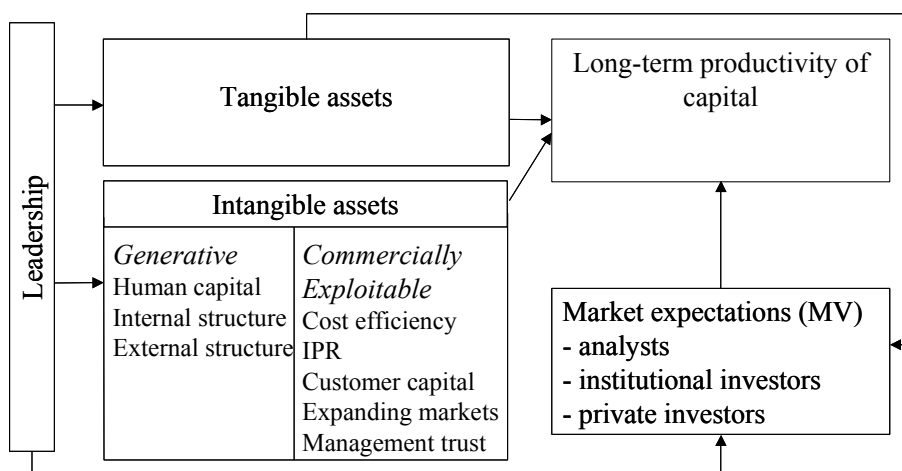 Leadership
Tangible assets
Intangible assets
Generative
Human capital
Internal structure
External structure
Commercially
Exploitable
Cost efficiency
IPR
Customer capital
Expanding markets
Management trust
Long-term productivity of
capital
Market expectations (MV)
- analysts
- institutional investors
- private investors